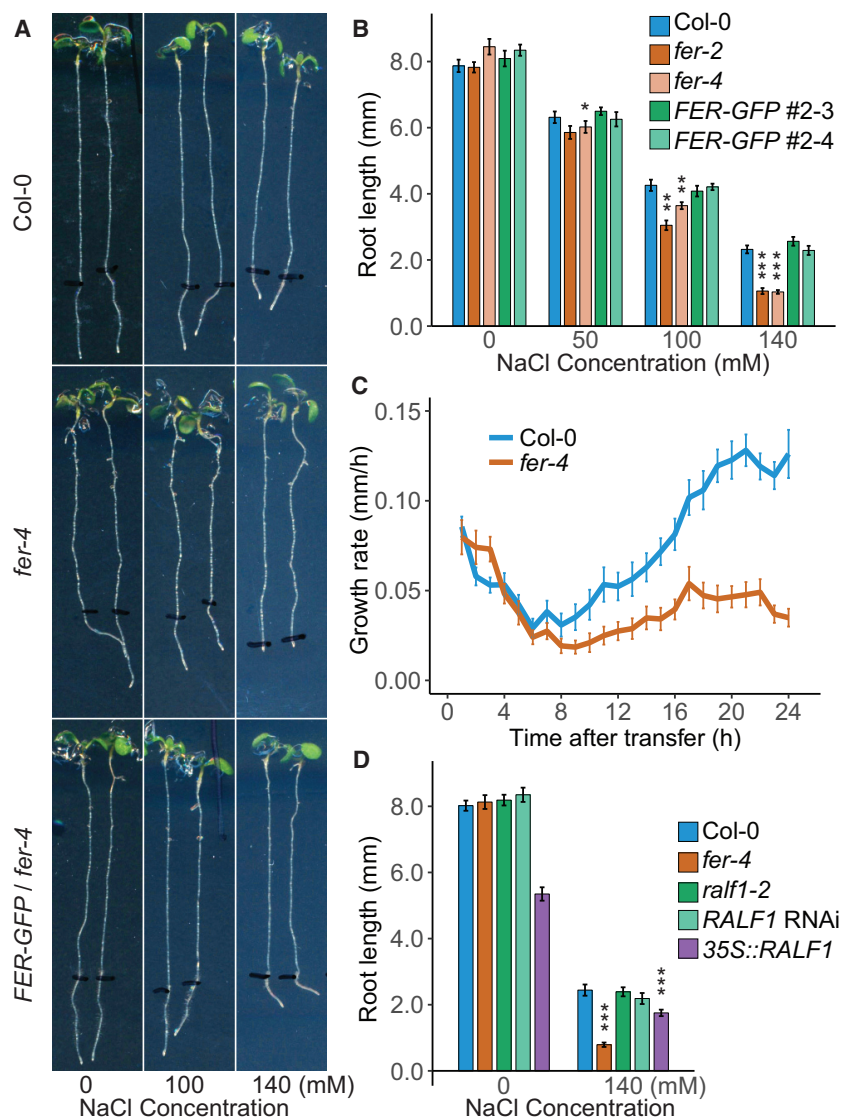 A
Col-0
fer-4
FER-GFP / fer-4
0 100 140 (mM)
NaCl Concentration
B
Col-0
fer-2
fer-4
FER-GFP #2-3
FER-GFP #2-4
Root length (mm)
8.0
6.0
4.0
2.0
0.0
*
**
**
***
***
0 50 100 140
NaCl Concentration (mM)
C
Col-0
fer-4
Growth rate (mm/h)
0.15
0.10
0.05
0.00
0 4 8 12 16 20 24
Time after transfer (h)
D
Col-0
fer-4
ralf1-2
RALF1 RNAi
35S::RALF1
Root length (mm)
8.0
6.0
4.0
2.0
0.0
***
***
0 140 (mM)
NaCl Concentration